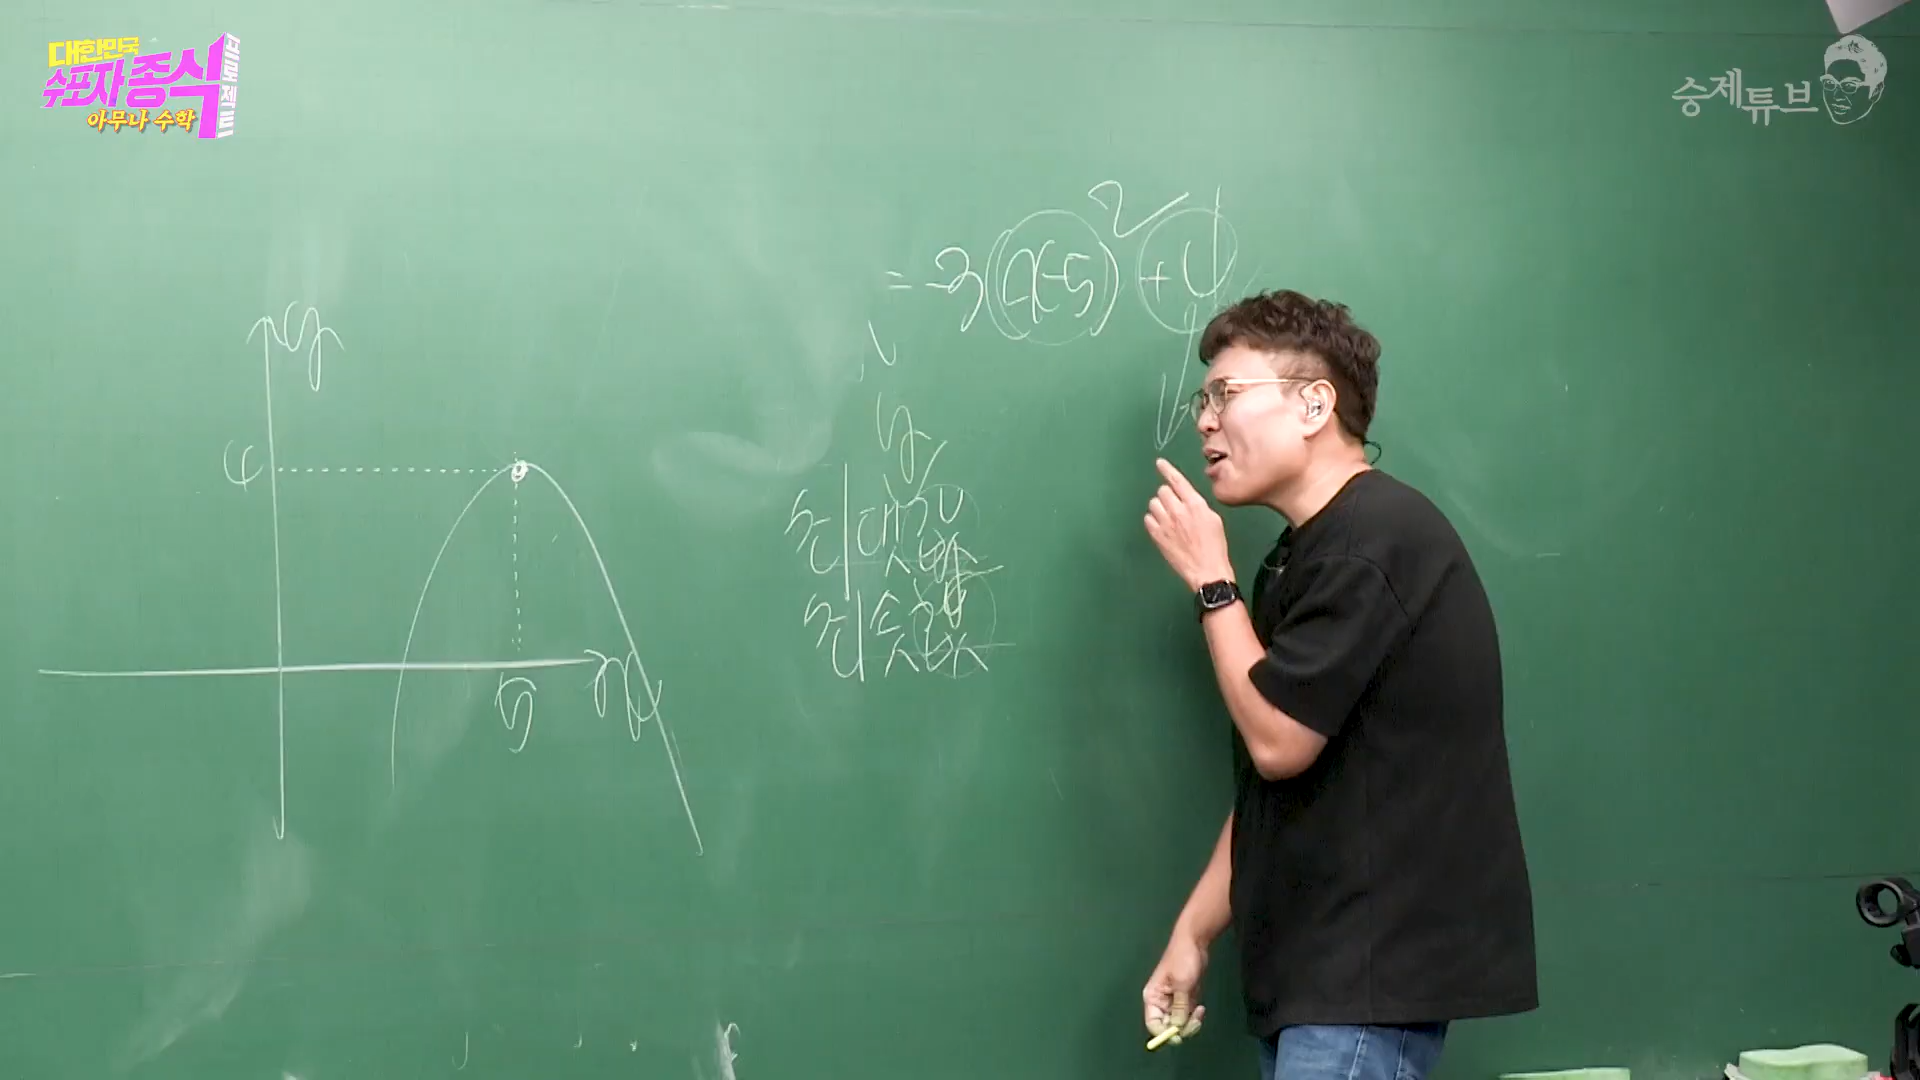 대한민국
수포자 종식
프로젝트!
아무나 수학
승제튜브
= -3(x-5)² + 4
y
4
5
x
y
최댓값
최솟값